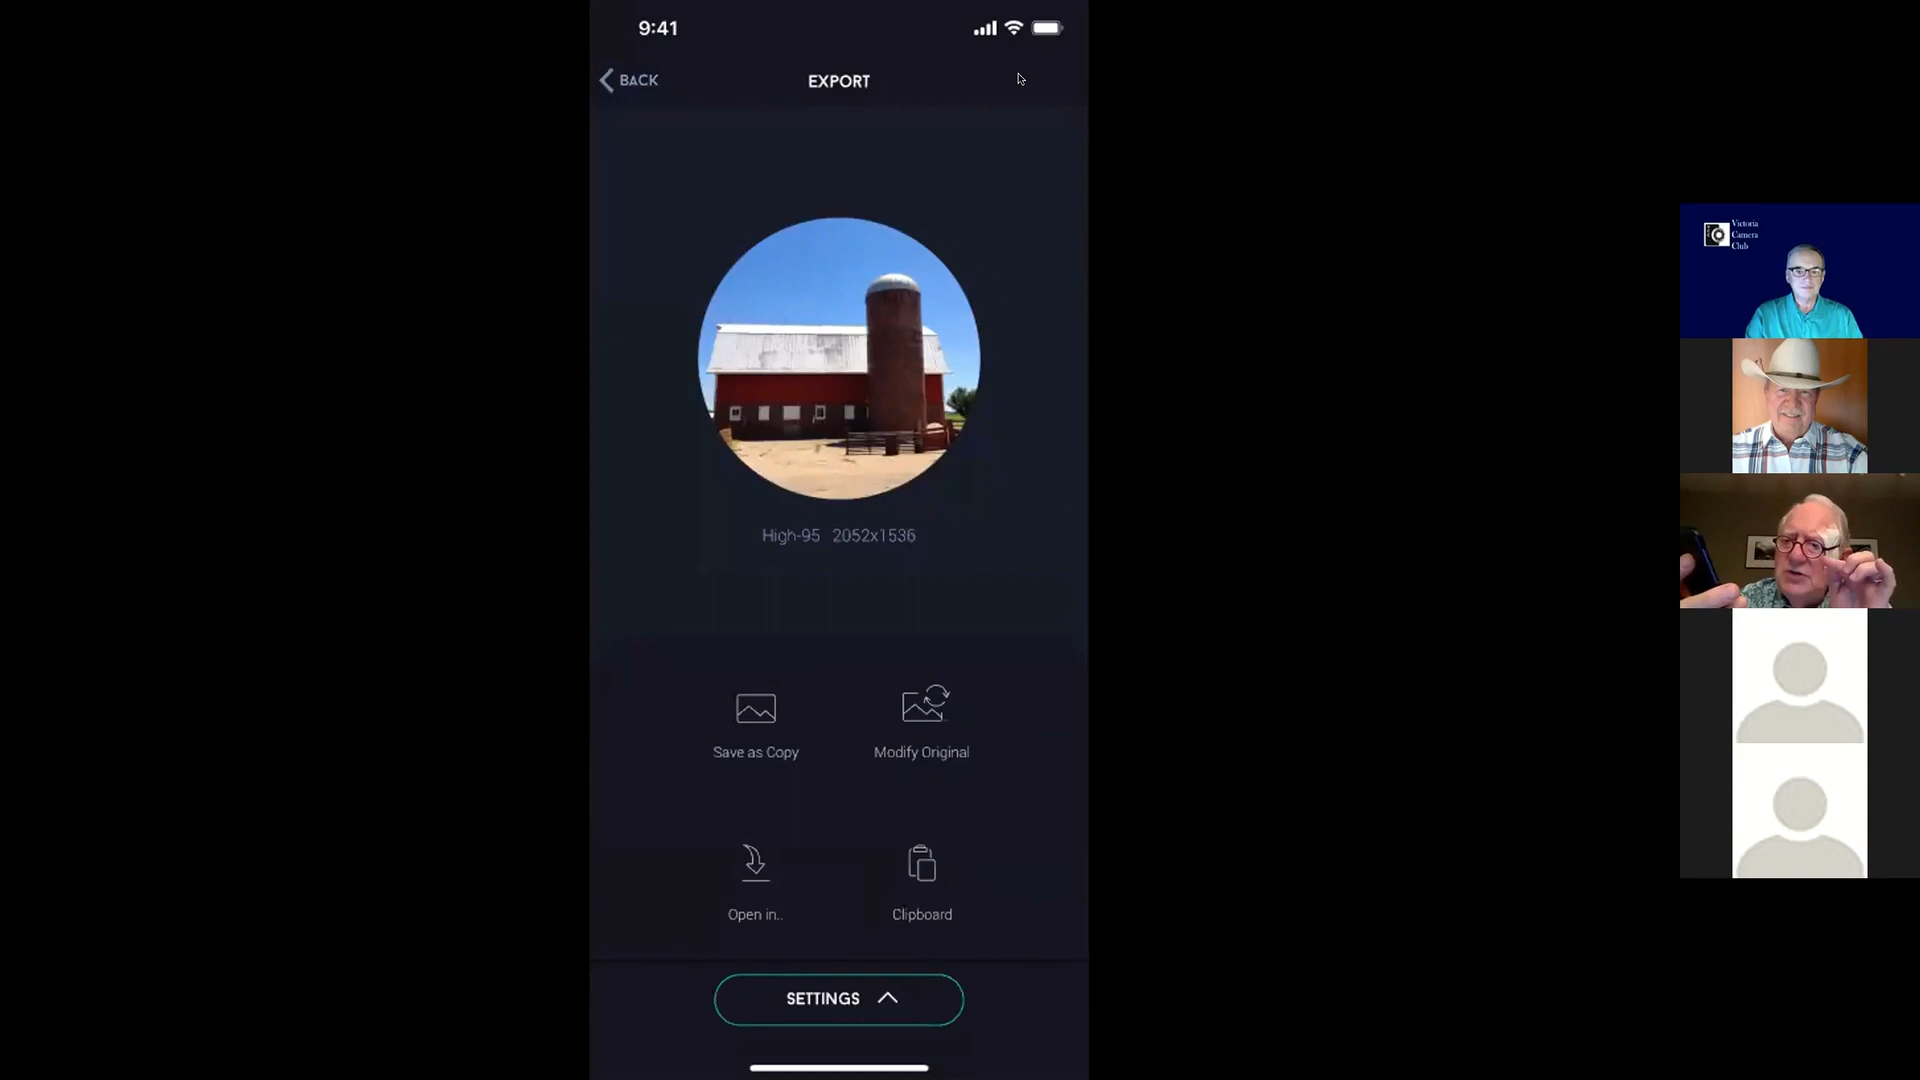 9:41
BACK
EXPORT
Victoria
Camera
Club
High-95 2052x1536
Save as Copy
Modify Original
Open in..
Clipboard
SETTINGS